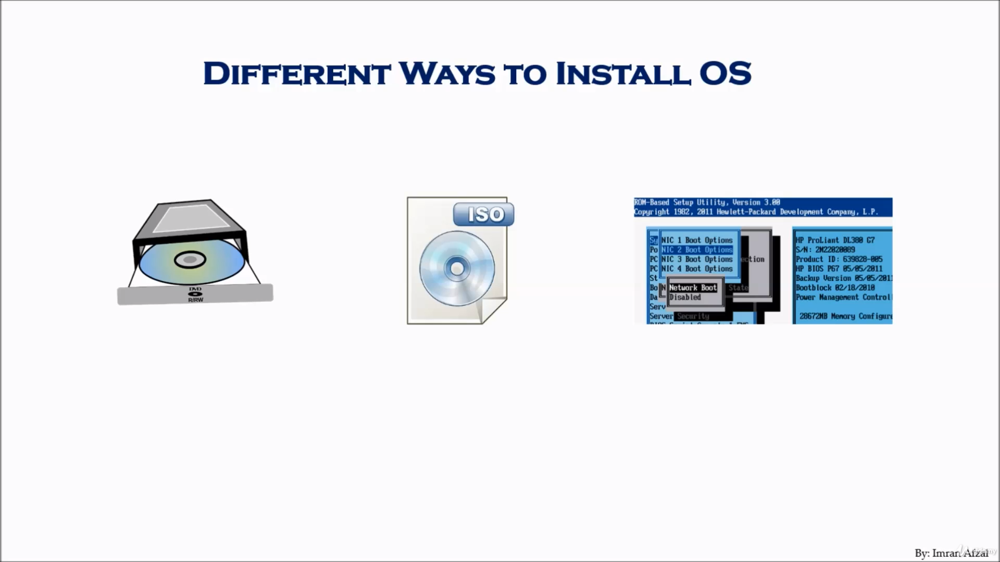 DIFFERENT WAYS TO INSTALL OS
DVD
R/RW
ISO
ROM-Based Setup Utility, Version 3.00
Copyright 1982, 2011 Hewlett-Packard Development Company, L.P.
Sy NIC 1 Boot Options
Po NIC 2 Boot Options
PC NIC 3 Boot Options ection
PC NIC 4 Boot Options
St
Bo N Network Boot State
Da Disabled
Serv
Server Security
HP ProLiant DL380 G7
S/N: 2M22020089
Product ID: 639828-005
HP BIOS P67 05/05/2011
Backup Version 05/05/2011
Bootblock 02/18/2010
Power Management Control
28672MB Memory Configure
By: Imran Afzal
Udemy